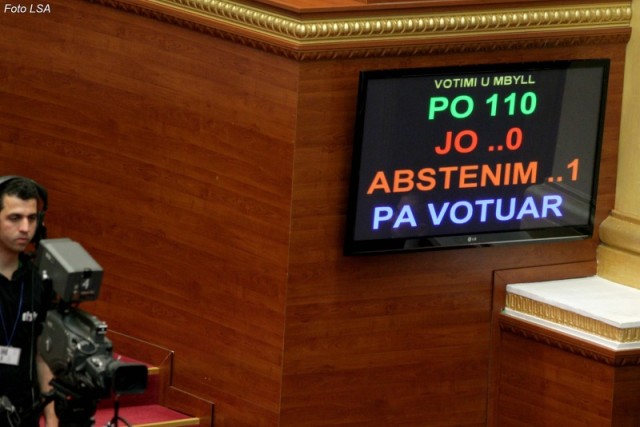 Foto LSA
VOTIMI U MBYLL
PO 110
JO ..0
ABSTENIM ..1
PA VOTUAR
LG